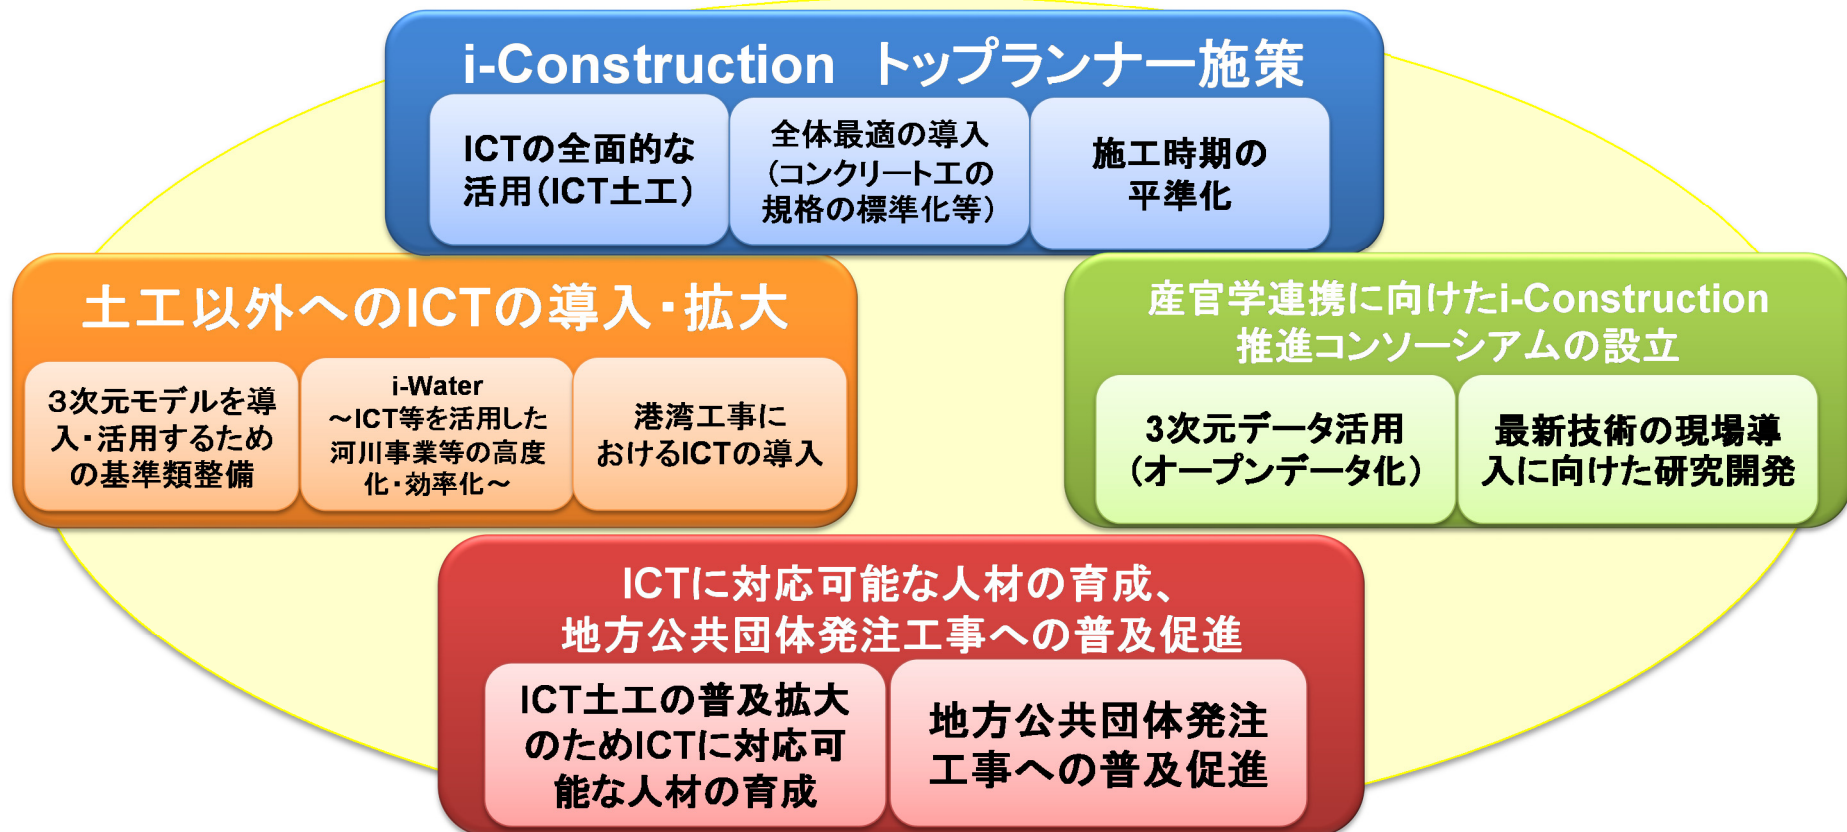 i-Construction　トップランナー施策
ICTの全面的な
活用（ICT土工）
全体最適の導入
（コンクリート工の
規格の標準化等）
施工時期の
平準化
土工以外へのICTの導入・拡大
３次元モデルを導
入・活用するため
の基準類整備
i-Water
～ICT等を活用した
河川事業等の高度
化・効率化～
港湾工事に
おけるICTの導入
産官学連携に向けたi-Construction
推進コンソーシアムの設立
3次元データ活用
（オープンデータ化）
最新技術の現場導
入に向けた研究開発
ICTに対応可能な人材の育成、
地方公共団体発注工事への普及促進
ICT土工の普及拡大
のためICTに対応可
能な人材の育成
地方公共団体発注
工事への普及促進